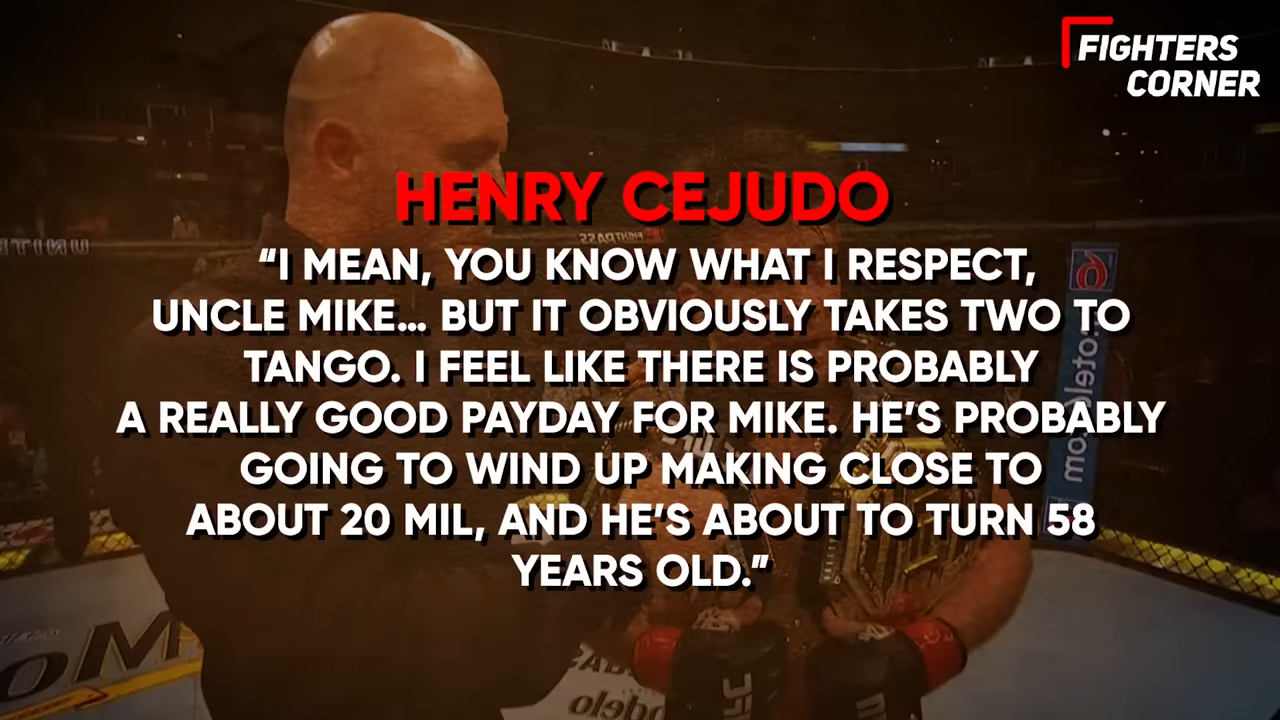 FIGHTERS
CORNER
HENRY CEJUDO
“I MEAN, YOU KNOW WHAT I RESPECT,
UNCLE MIKE... BUT IT OBVIOUSLY TAKES TWO TO
TANGO. I FEEL LIKE THERE IS PROBABLY
A REALLY GOOD PAYDAY FOR MIKE. HE’S PROBABLY
GOING TO WIND UP MAKING CLOSE TO
ABOUT 20 MIL, AND HE’S ABOUT TO TURN 58
YEARS OLD.”